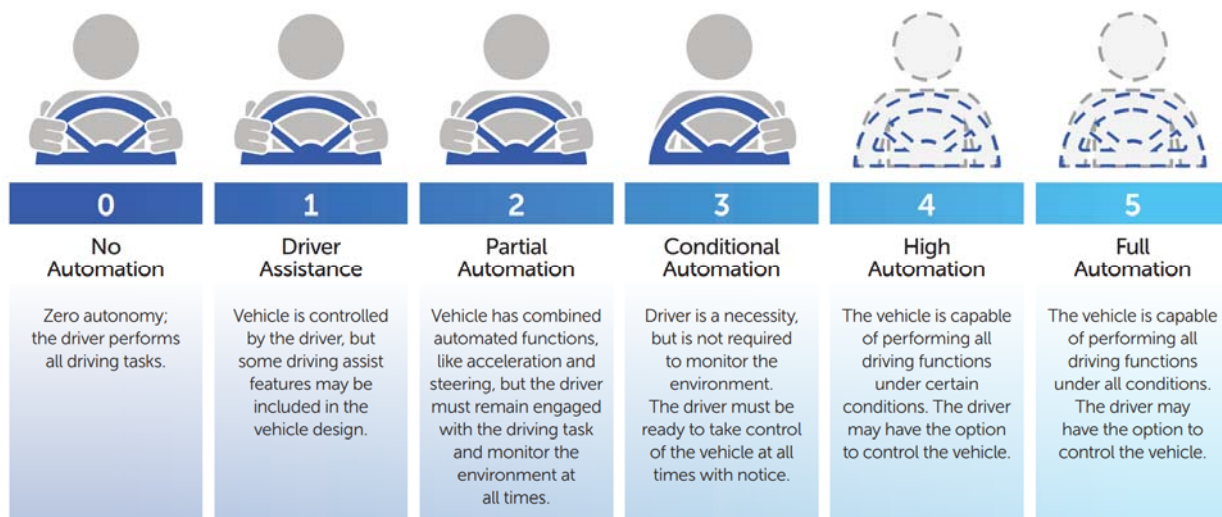 0
No
Automation
Zero autonomy;
the driver performs
all driving tasks.
1
Driver
Assistance
Vehicle is controlled
by the driver, but
some driving assist
features may be
included in the
vehicle design.
2
Partial
Automation
Vehicle has combined
automated functions,
like acceleration and
steering, but the driver
must remain engaged
with the driving task
and monitor the
environment at
all times.
3
Conditional
Automation
Driver is a necessity,
but is not required
to monitor the
environment.
The driver must be
ready to take control
of the vehicle at all
times with notice.
4
High
Automation
The vehicle is capable
of performing all
driving functions
under certain
conditions. The driver
may have the option
to control the vehicle.
5
Full
Automation
The vehicle is capable
of performing all
driving functions
under all conditions.
The driver may
have the option to
control the vehicle.